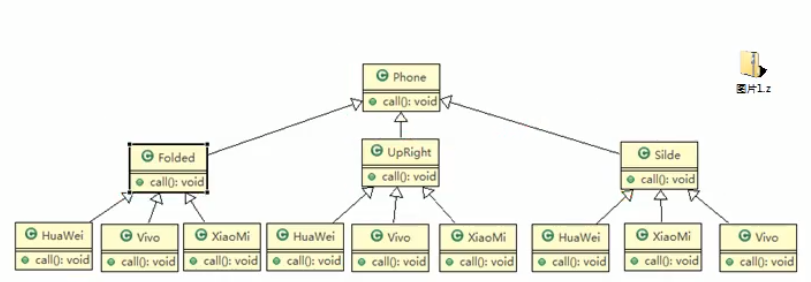 Phone
call(): void
图片1.z
Folded
call(): void
UpRight
call(): void
Silde
call(): void
HuaWei
call(): void
Vivo
call(): void
XiaoMi
call(): void
HuaWei
call(): void
Vivo
call(): void
XiaoMi
call(): void
HuaWei
call(): void
XiaoMi
call(): void
Vivo
call(): void